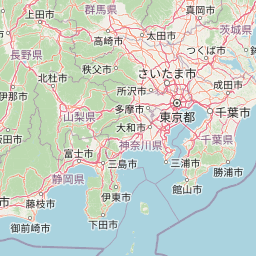 群馬県
真岡市
茨城県
上田市
高崎市
太田市
長野県
つくば市
秩父市
北杜市
さいたま市
成田市
伊那市
所沢市
山梨県
多摩市
東京都
千葉市
大和市
飯田市
神奈川県
千葉県
富士市
三島市
三浦市
勝浦市
静岡県
館山市
伊東市
藤枝市
下田市
御前崎市